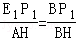 E₁P₁/AH = BP₁/BH